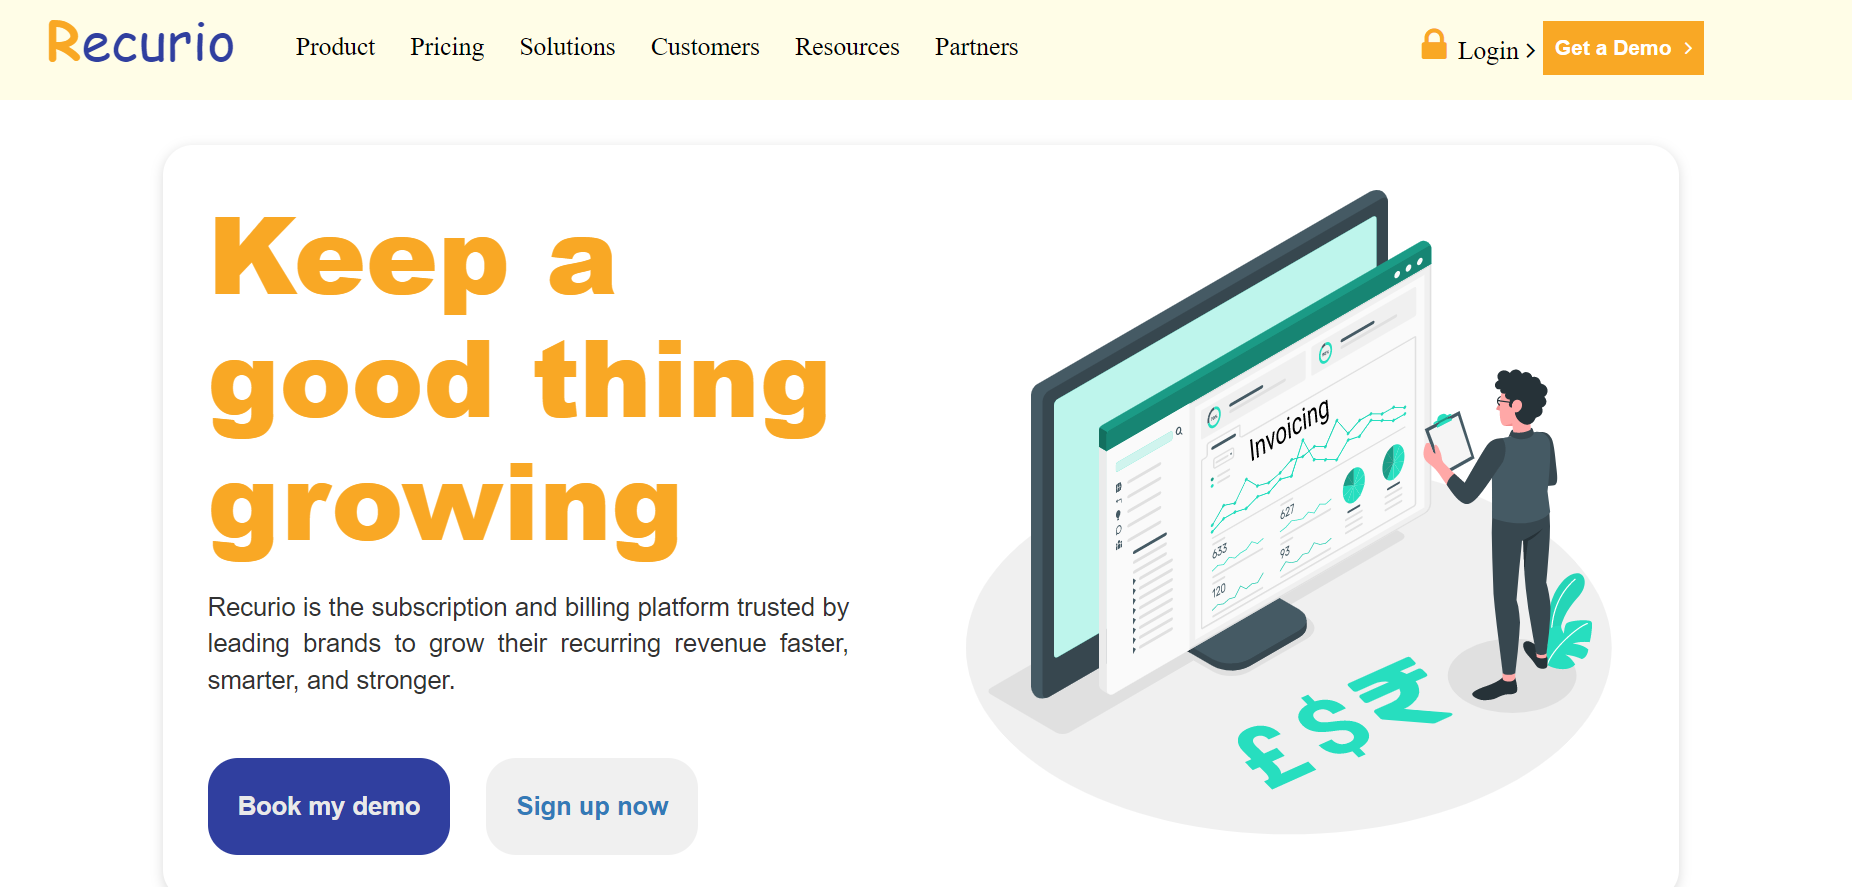 Recurio
Product Pricing Solutions Customers Resources Partners
Login >
Get a Demo >
Keep a
good thing
growing
Recurio is the subscription and billing platform trusted by
leading brands to grow their recurring revenue faster,
smarter, and stronger.
Book my demo
Sign up now
Invoicing
627
633
93
120
£$₹